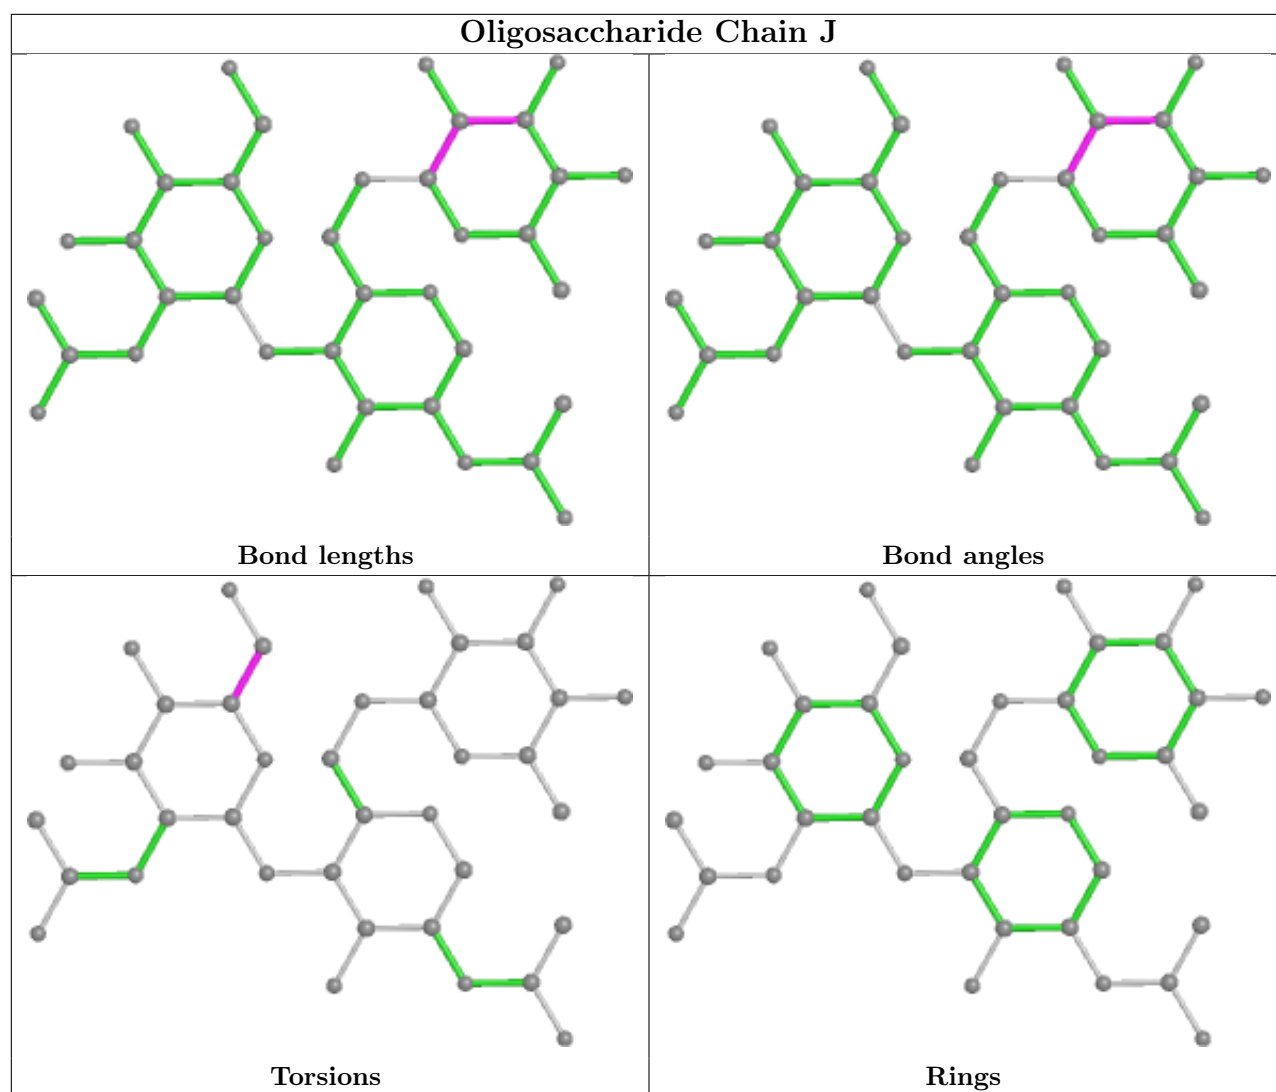 Oligosaccharide Chain J
Bond lengths
Bond angles
Torsions
Rings